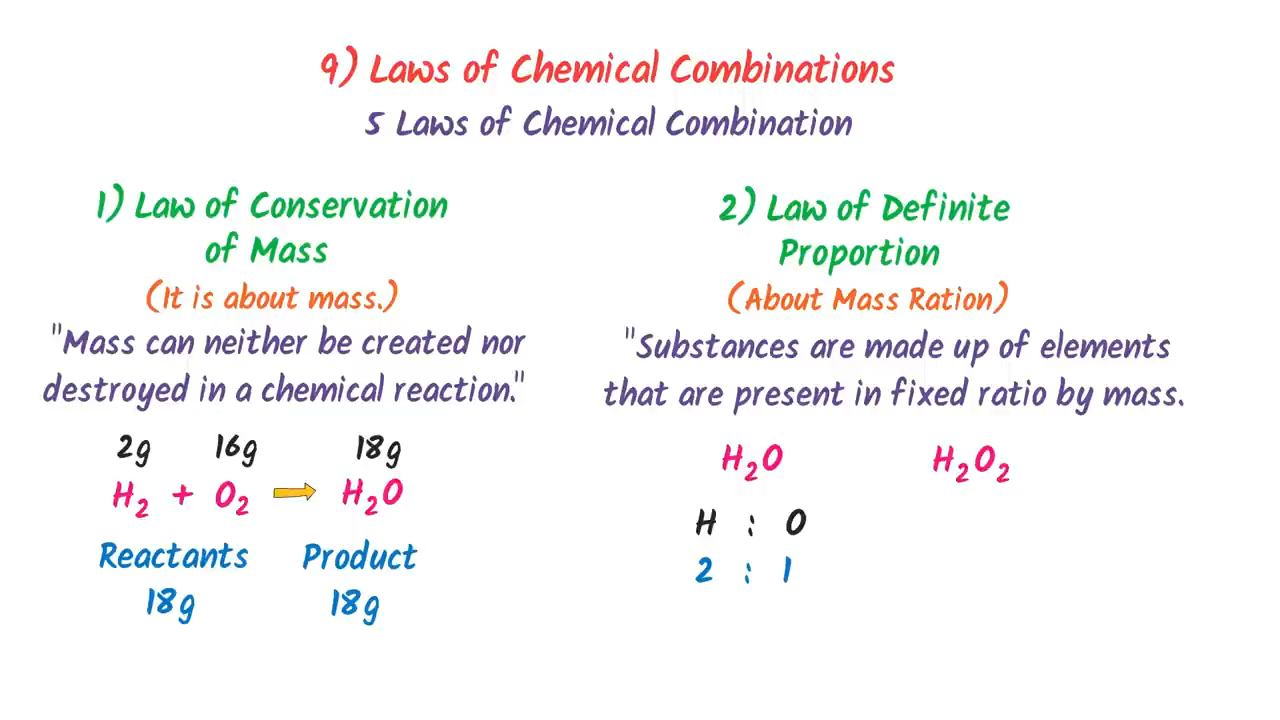 9) Laws of Chemical Combinations
5 Laws of Chemical Combination
1) Law of Conservation
of Mass
(It is about mass.)
"Mass can neither be created nor
destroyed in a chemical reaction."
2g 16g 18g
H₂ + O₂ → H₂O
Reactants Product
18g 18g
2) Law of Definite
Proportion
(About Mass Ration)
"Substances are made up of elements
that are present in fixed ratio by mass.
H₂O H₂O₂
H : O
2 : 1